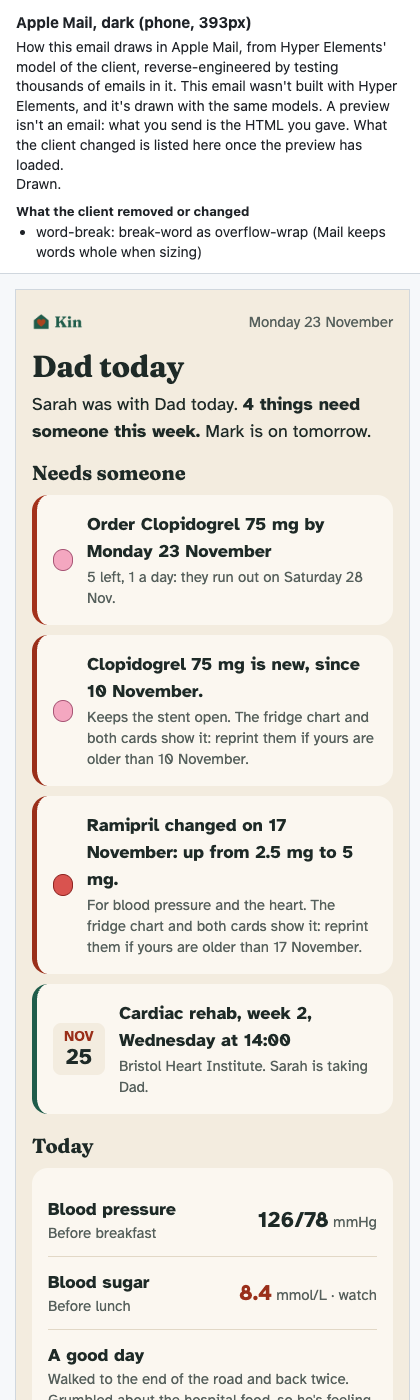 Apple Mail, dark (phone, 393px)
How this email draws in Apple Mail, from Hyper Elements'
model of the client, reverse-engineered by testing
thousands of emails in it. This email wasn't built with Hyper
Elements, and it's drawn with the same models. A preview
isn't an email: what you send is the HTML you gave. What
the client changed is listed here once the preview has
loaded.
Drawn.
What the client removed or changed
• word-break: break-word as overflow-wrap (Mail keeps
words whole when sizing)
Kin
Monday 23 November
Dad today
Sarah was with Dad today. 4 things need
someone this week. Mark is on tomorrow.
Needs someone
Order Clopidogrel 75 mg by
Monday 23 November
5 left, 1 a day: they run out on Saturday 28
Nov.
Clopidogrel 75 mg is new, since
10 November.
Keeps the stent open. The fridge chart and
both cards show it: reprint them if yours are
older than 10 November.
Ramipril changed on 17
November: up from 2.5 mg to 5
mg.
For blood pressure and the heart. The
fridge chart and both cards show it: reprint
them if yours are older than 17 November.
NOV
25
Cardiac rehab, week 2,
Wednesday at 14:00
Bristol Heart Institute. Sarah is taking
Dad.
Today
Blood pressure
Before breakfast
126/78 mmHg
Blood sugar
Before lunch
8.4 mmol/L · watch
A good day
Walked to the end of the road and back twice.
Grumbled about the hospital food, so he's feeling